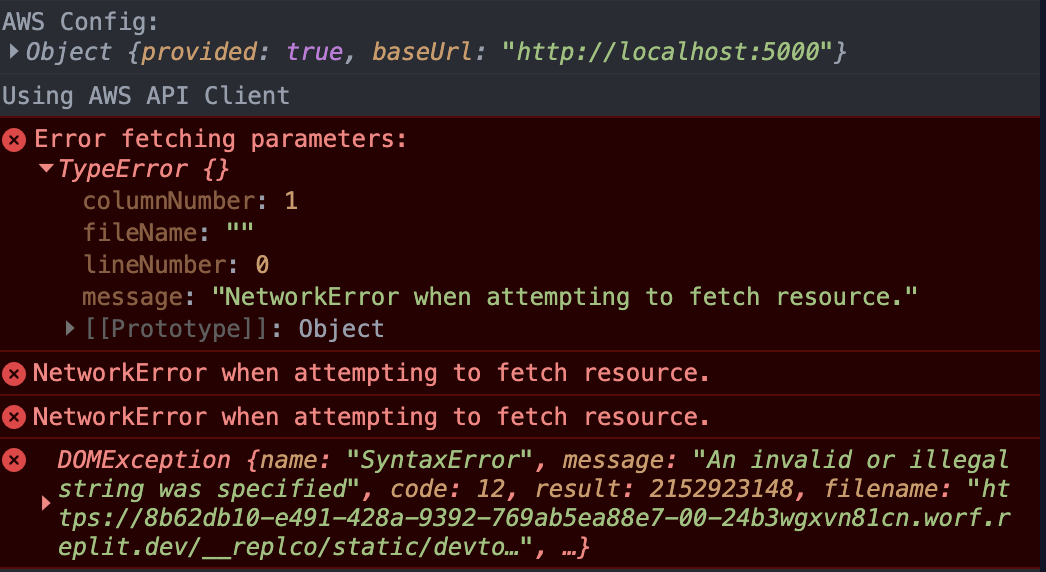 AWS Config:
Object {provided: true, baseUrl: "http://localhost:5000"}
Using AWS API Client
Error fetching parameters:
TypeError {}
columnNumber: 1
fileName: ""
lineNumber: 0
message: "NetworkError when attempting to fetch resource."
[[Prototype]]: Object
NetworkError when attempting to fetch resource.
NetworkError when attempting to fetch resource.
DOMException {name: "SyntaxError", message: "An invalid or illegal
string was specified", code: 12, result: 2152923148, filename: "ht
tps://8b62db10-e491-428a-9392-769ab5ea88e7-00-24b3wgxvn81cn.worf.r
eplit.dev/__replco/static/devto…", …}